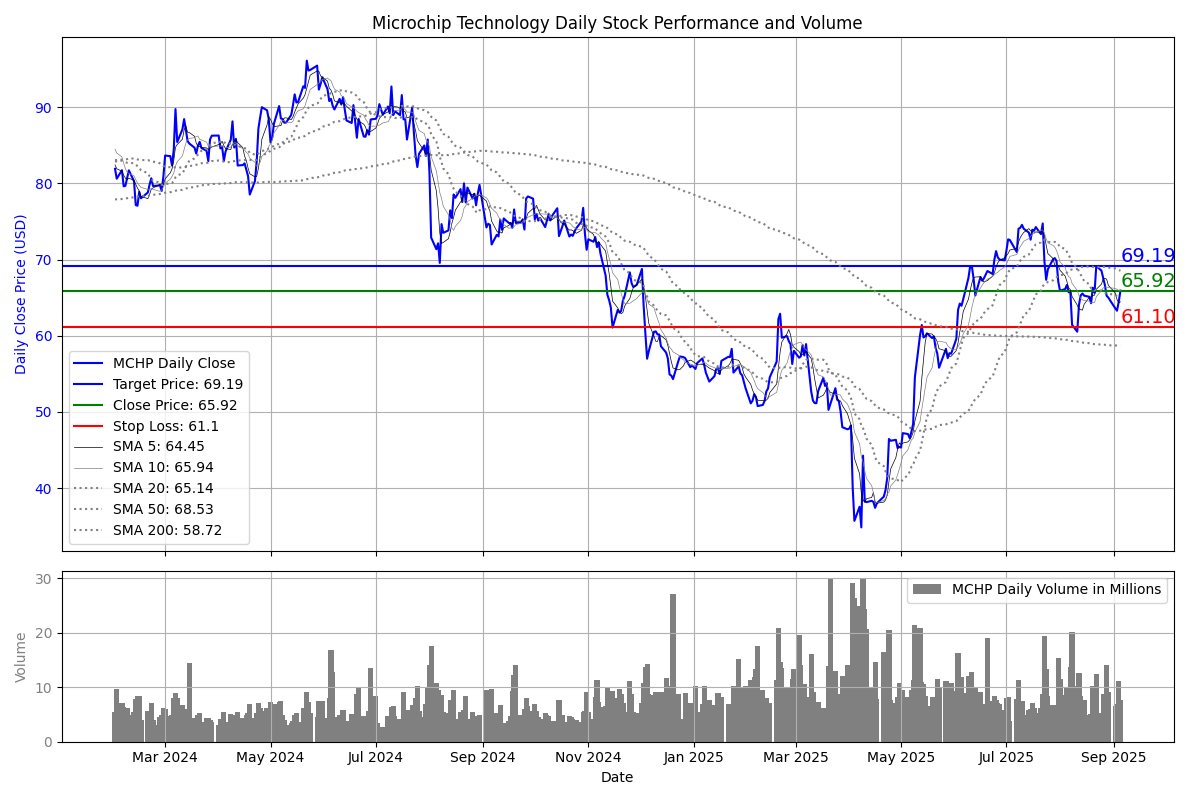 Microchip Technology Daily Stock Performance and Volume
Daily Close Price (USD)
90
80
70
60
50
40
69.19
65.92
61.10
MCHP Daily Close
Target Price: 69.19
Close Price: 65.92
Stop Loss: 61.1
SMA 5: 64.45
SMA 10: 65.94
SMA 20: 65.14
SMA 50: 68.53
SMA 200: 58.72
Volume
30
20
10
0
MCHP Daily Volume in Millions
Mar 2024 May 2024 Jul 2024 Sep 2024 Nov 2024 Jan 2025 Mar 2025 May 2025 Jul 2025 Sep 2025
Date